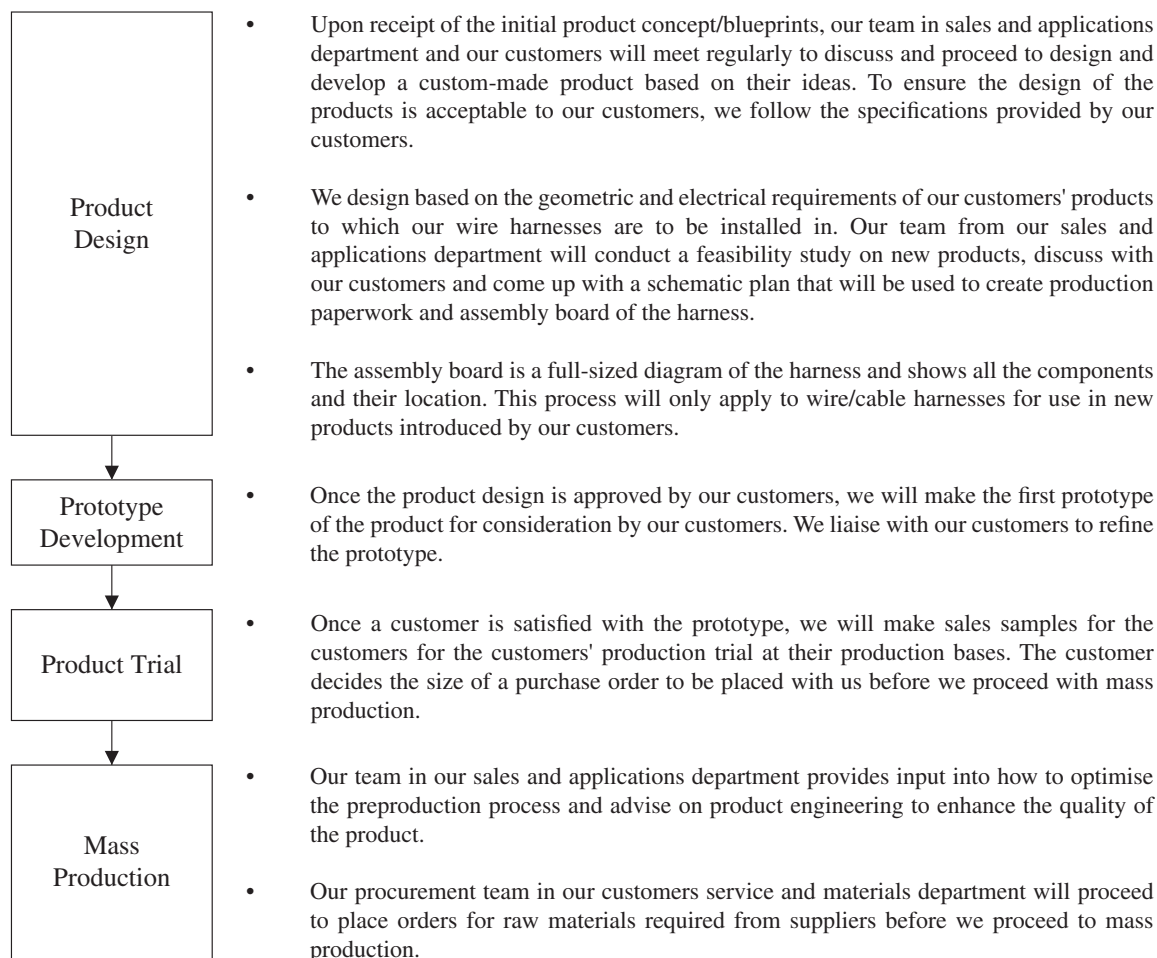 Product
Design
• Upon receipt of the initial product concept/blueprints, our team in sales and applications
department and our customers will meet regularly to discuss and proceed to design and
develop a custom-made product based on their ideas. To ensure the design of the
products is acceptable to our customers, we follow the specifications provided by our
customers.
• We design based on the geometric and electrical requirements of our customers' products
to which our wire harnesses are to be installed in. Our team from our sales and
applications department will conduct a feasibility study on new products, discuss with
our customers and come up with a schematic plan that will be used to create production
paperwork and assembly board of the harness.
• The assembly board is a full-sized diagram of the harness and shows all the components
and their location. This process will only apply to wire/cable harnesses for use in new
products introduced by our customers.
Prototype
Development
• Once the product design is approved by our customers, we will make the first prototype
of the product for consideration by our customers. We liaise with our customers to refine
the prototype.
Product Trial
• Once a customer is satisfied with the prototype, we will make sales samples for the
customers for the customers' production trial at their production bases. The customer
decides the size of a purchase order to be placed with us before we proceed with mass
production.
Mass
Production
• Our team in our sales and applications department provides input into how to optimise
the preproduction process and advise on product engineering to enhance the quality of
the product.
• Our procurement team in our customers service and materials department will proceed
to place orders for raw materials required from suppliers before we proceed to mass
production.